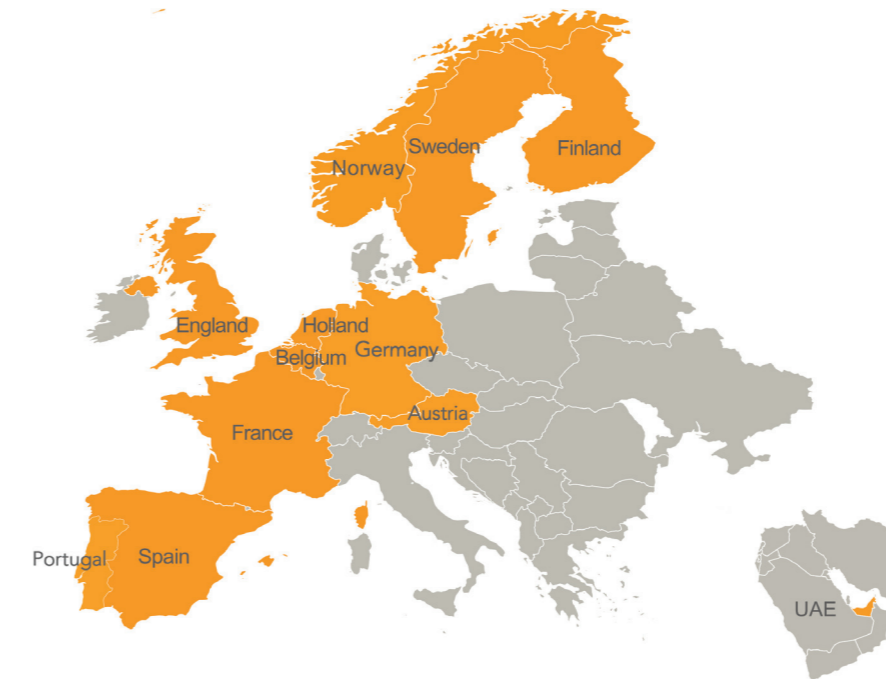 Sweden
Finland
Norway
England
Holland
Belgium
Germany
Austria
France
Portugal
Spain
UAE